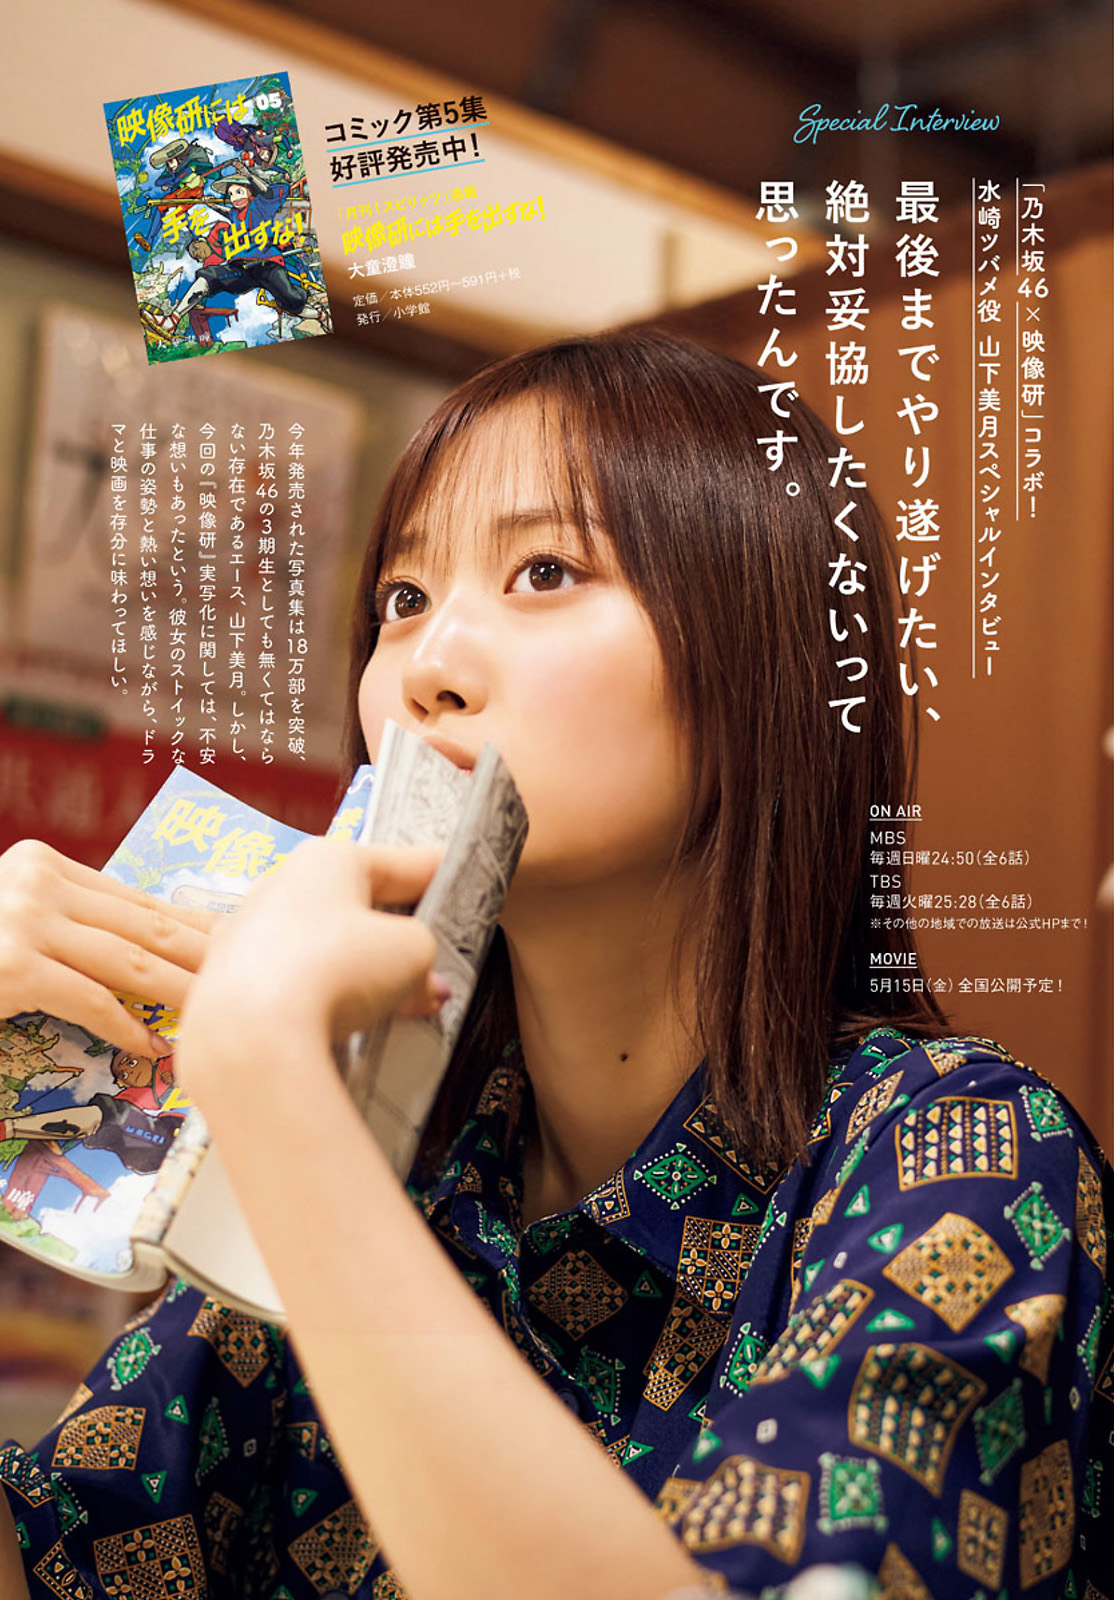 Special Interview
「乃木坂46×映像研」コラボ!
水崎ツバメ役 山下美月スペシャルインタビュー
最後までやり遂げたい、
絶対妥協したくないって
思ったんです。
映像研には
05
手を
出すな!
大童澄瞳
コミック第5集
好評発売中!
「月刊!スピリッツ」連載
映像研には手を出すな!
大童澄瞳
定価/本体552円〜591円+税
発行/小学館
今年発売された写真集は18万部を突破、
乃木坂46の3期生としても無くてはなら
ない存在であるエース、山下美月。しかし、
今回の『映像研』実写化に関しては、不安
な想いもあったという。彼女のストイックな
仕事の姿勢と熱い想いを感じながら、ドラ
マと映画を存分に味わってほしい。
ON AIR
MBS
毎週日曜24:50(全6話)
TBS
毎週火曜25:28(全6話)
※その他の地域での放送は公式HPまで!
MOVIE
5月15日(金) 全国公開予定!
映像研